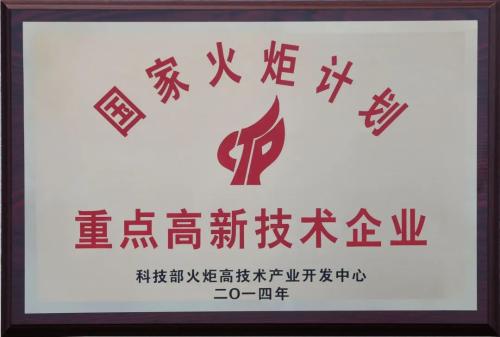 国家火炬计划
CTP
重点高新技术企业
科技部火炬高技术产业开发中心
二〇一四年